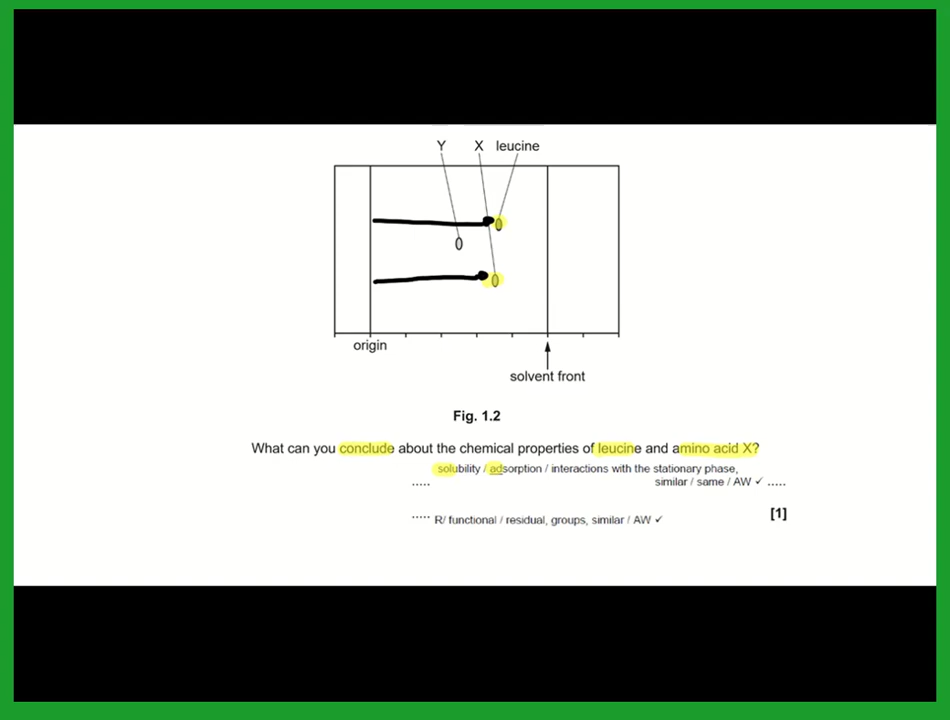 Y X leucine
origin
solvent front
Fig. 1.2
What can you conclude about the chemical properties of leucine and amino acid X?
solubility / adsorption / interactions with the stationary phase,
..... similar / same / AW ✓ .....
..... R/ functional / residual, groups, similar / AW ✓ [1]